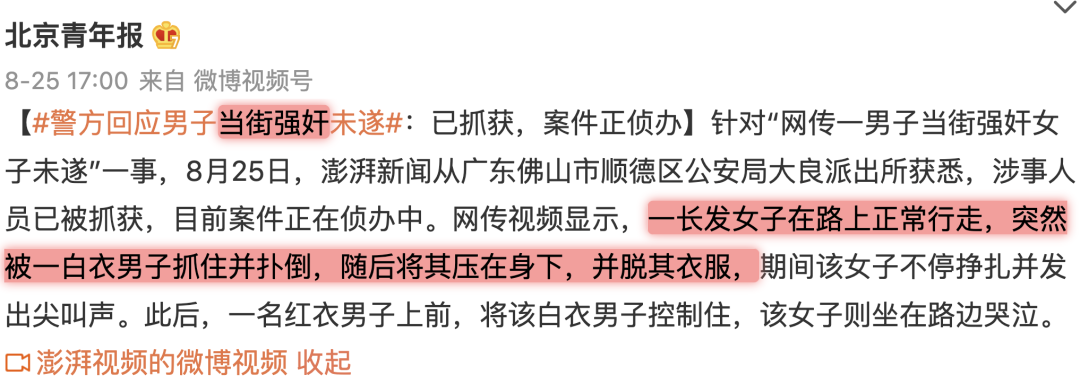 北京青年报
8-25 17:00 来自 微博视频号
【#警方回应男子当街强奸未遂#：已抓获，案件正侦办】针对“网传一男子当街强奸女
子未遂”一事，8月25日，澎湃新闻从广东佛山市顺德区公安局大良派出所获悉，涉事人
员已被抓获，目前案件正在侦办中。网传视频显示，一长发女子在路上正常行走，突然
被一白衣男子抓住并扑倒，随后将其压在身下，并脱其衣服，期间该女子不停挣扎并发
出尖叫声。此后，一名红衣男子上前，将该白衣男子控制住，该女子则坐在路边哭泣。
澎湃视频的微博视频 收起